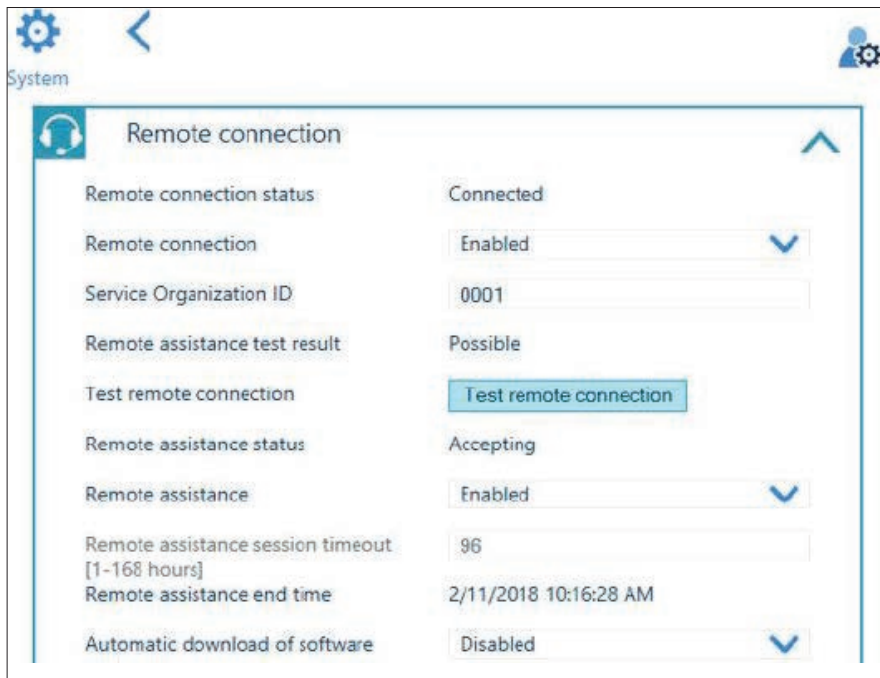 System
Remote connection
Remote connection status Connected
Remote connection Enabled
Service Organization ID 0001
Remote assistance test result Possible
Test remote connection Test remote connection
Remote assistance status Accepting
Remote assistance Enabled
Remote assistance session timeout 96
[1-168 hours]
Remote assistance end time 2/11/2018 10:16:28 AM
Automatic download of software Disabled